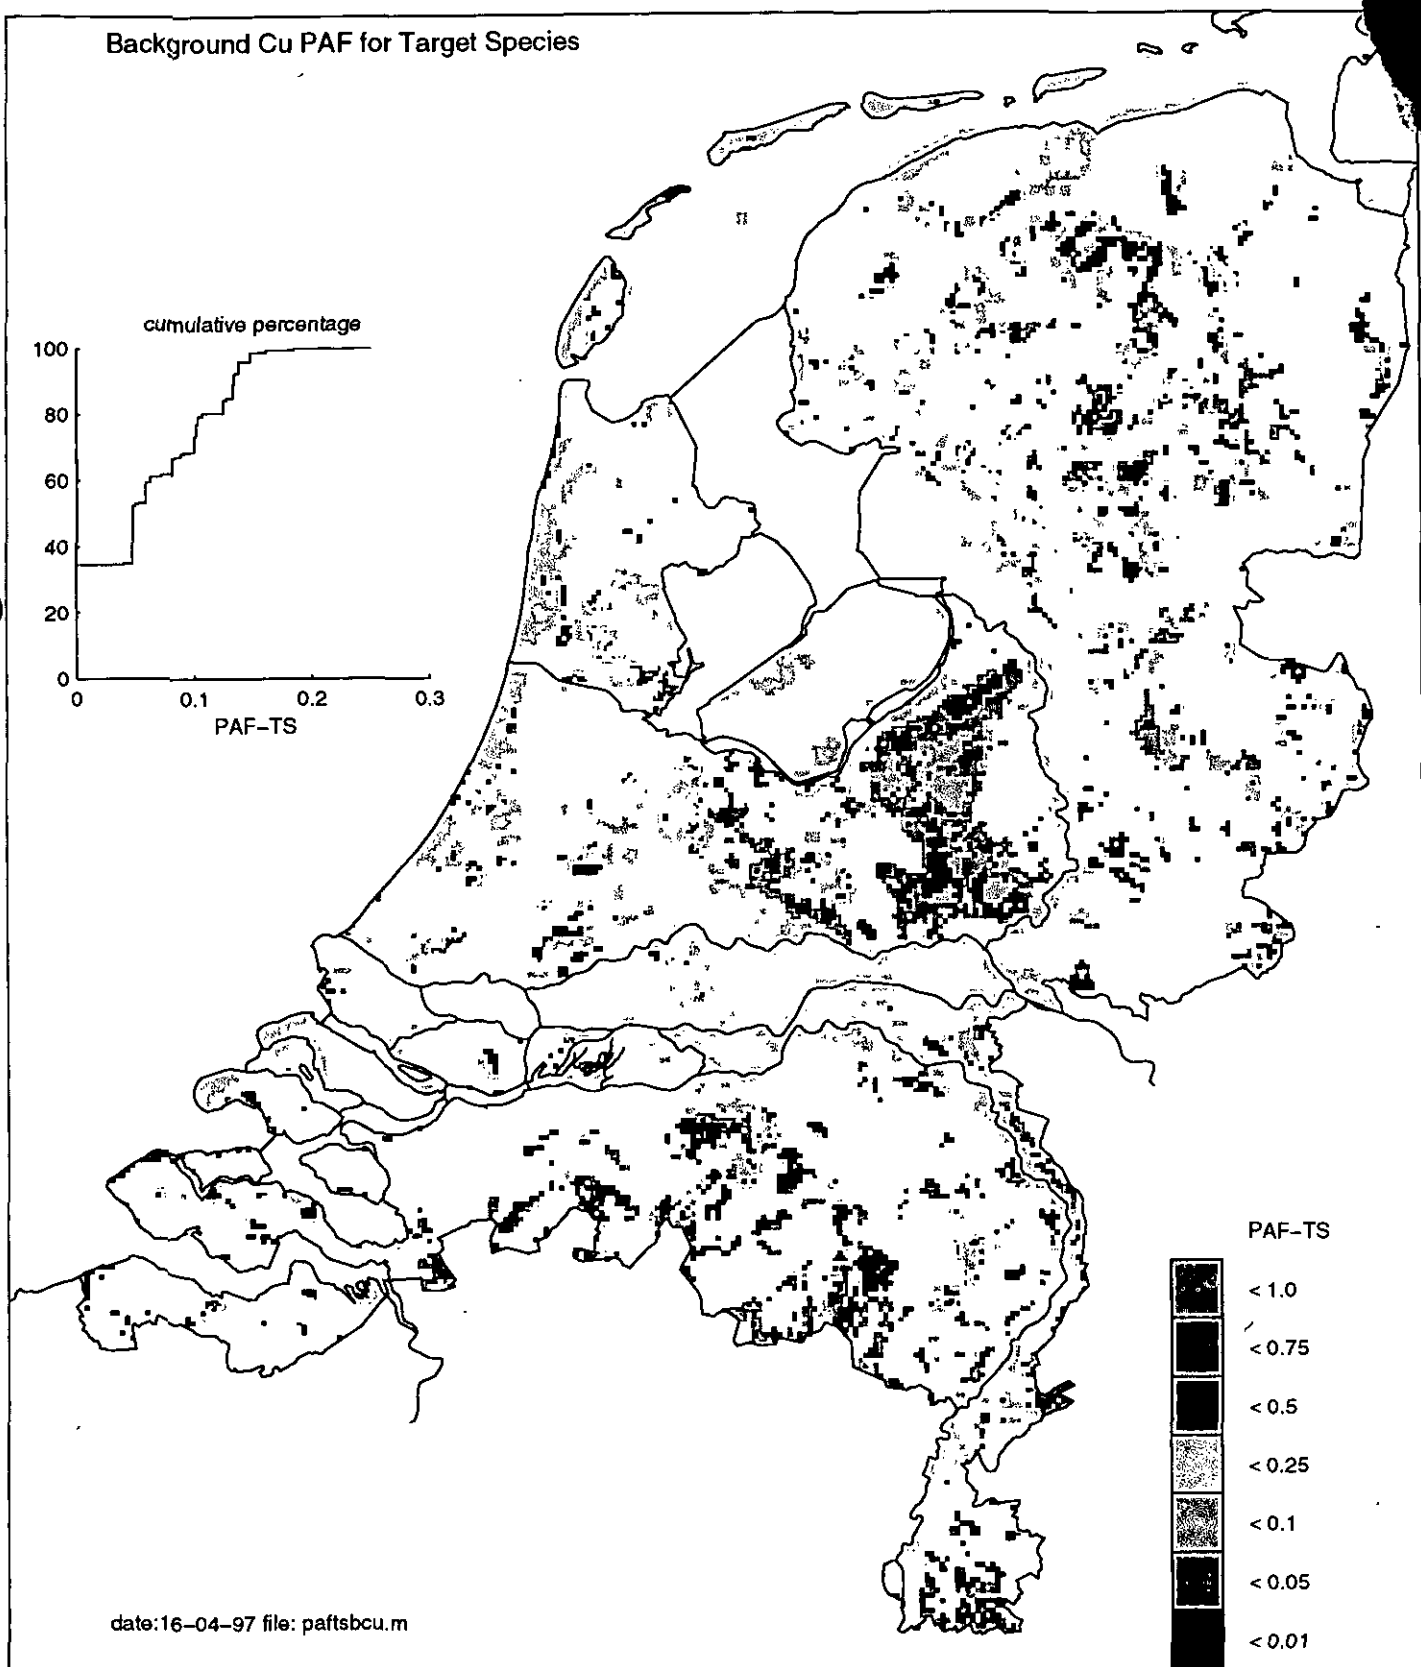 Background Cu PAF for Target Species
cumulative percentage
100
80
60
40
20
0
0 0.1 0.2 0.3
PAF-TS
PAF-TS
< 1.0
< 0.75
< 0.5
< 0.25
< 0.1
< 0.05
< 0.01
date:16-04-97 file: paftsbcu.m